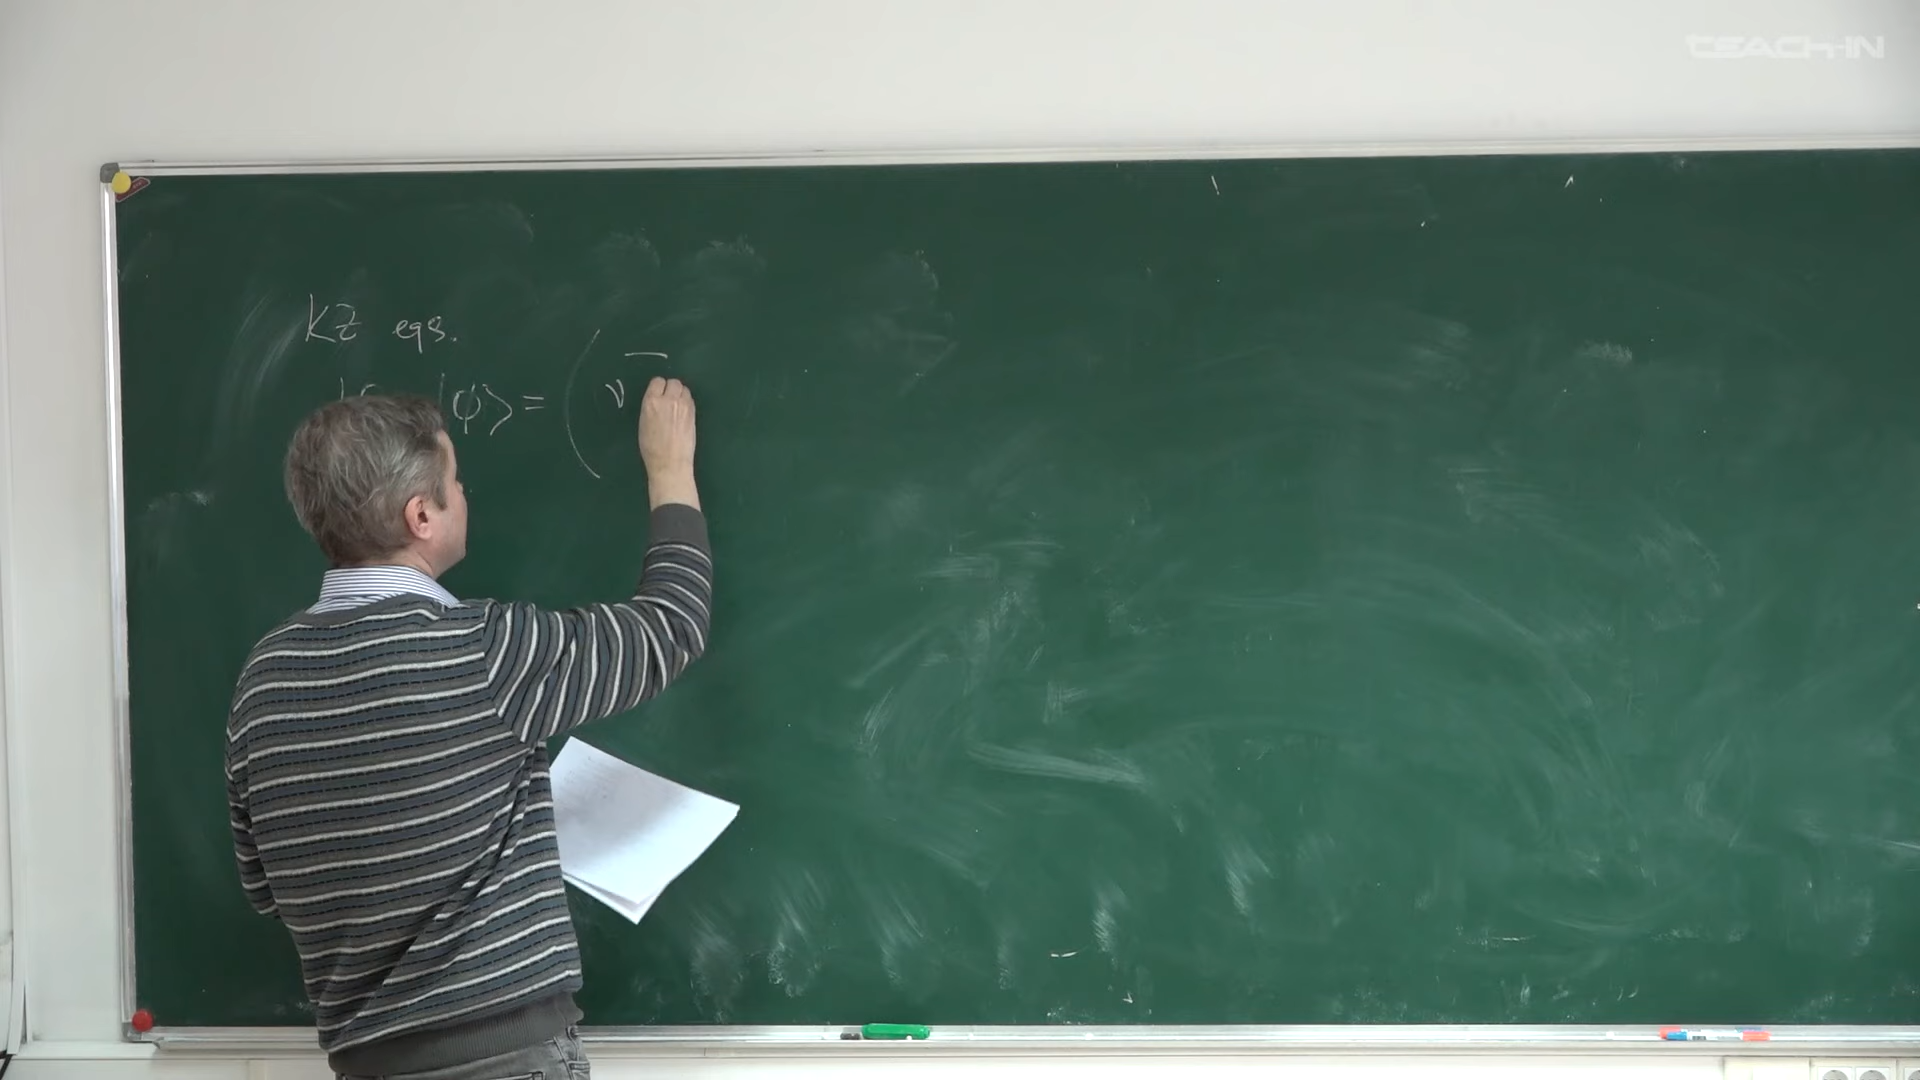 TEACH-IN
KZ eqs.
|φ⟩ = ( ν